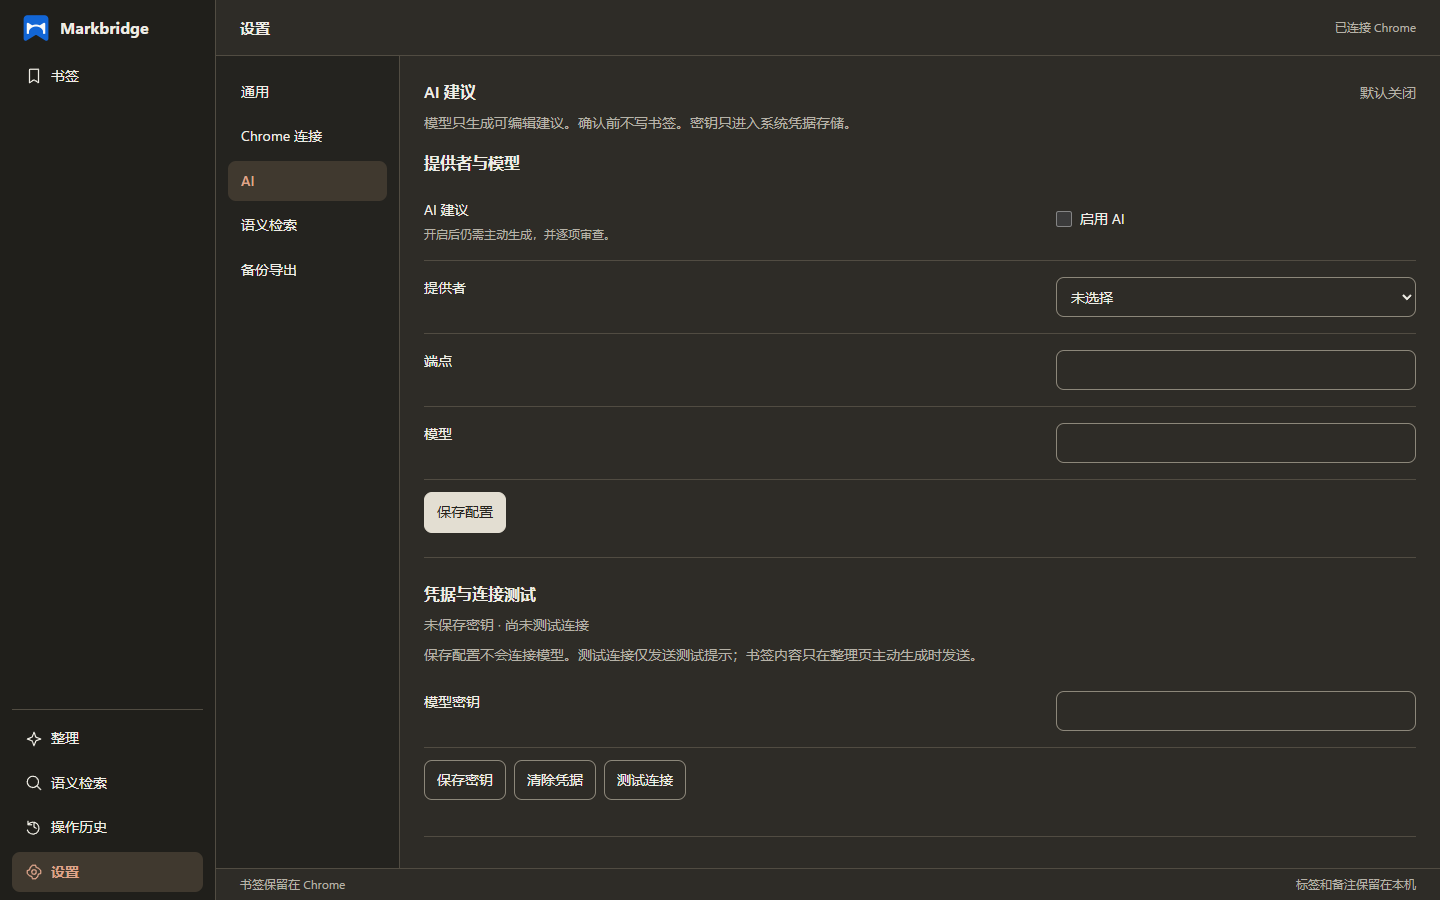 Markbridge
书签
整理
语义检索
操作历史
设置
设置
已连接 Chrome
通用
Chrome 连接
AI
语义检索
备份导出
AI 建议
默认关闭
模型只生成可编辑建议。确认前不写书签。密钥只进入系统凭据存储。
提供者与模型
AI 建议
开启后仍需主动生成，并逐项审查。
启用 AI
提供者
未选择
端点
模型
保存配置
凭据与连接测试
未保存密钥 · 尚未测试连接
保存配置不会连接模型。测试连接仅发送测试提示；书签内容只在整理页主动生成时发送。
模型密钥
保存密钥
清除凭据
测试连接
书签保留在 Chrome
标签和备注保留在本机